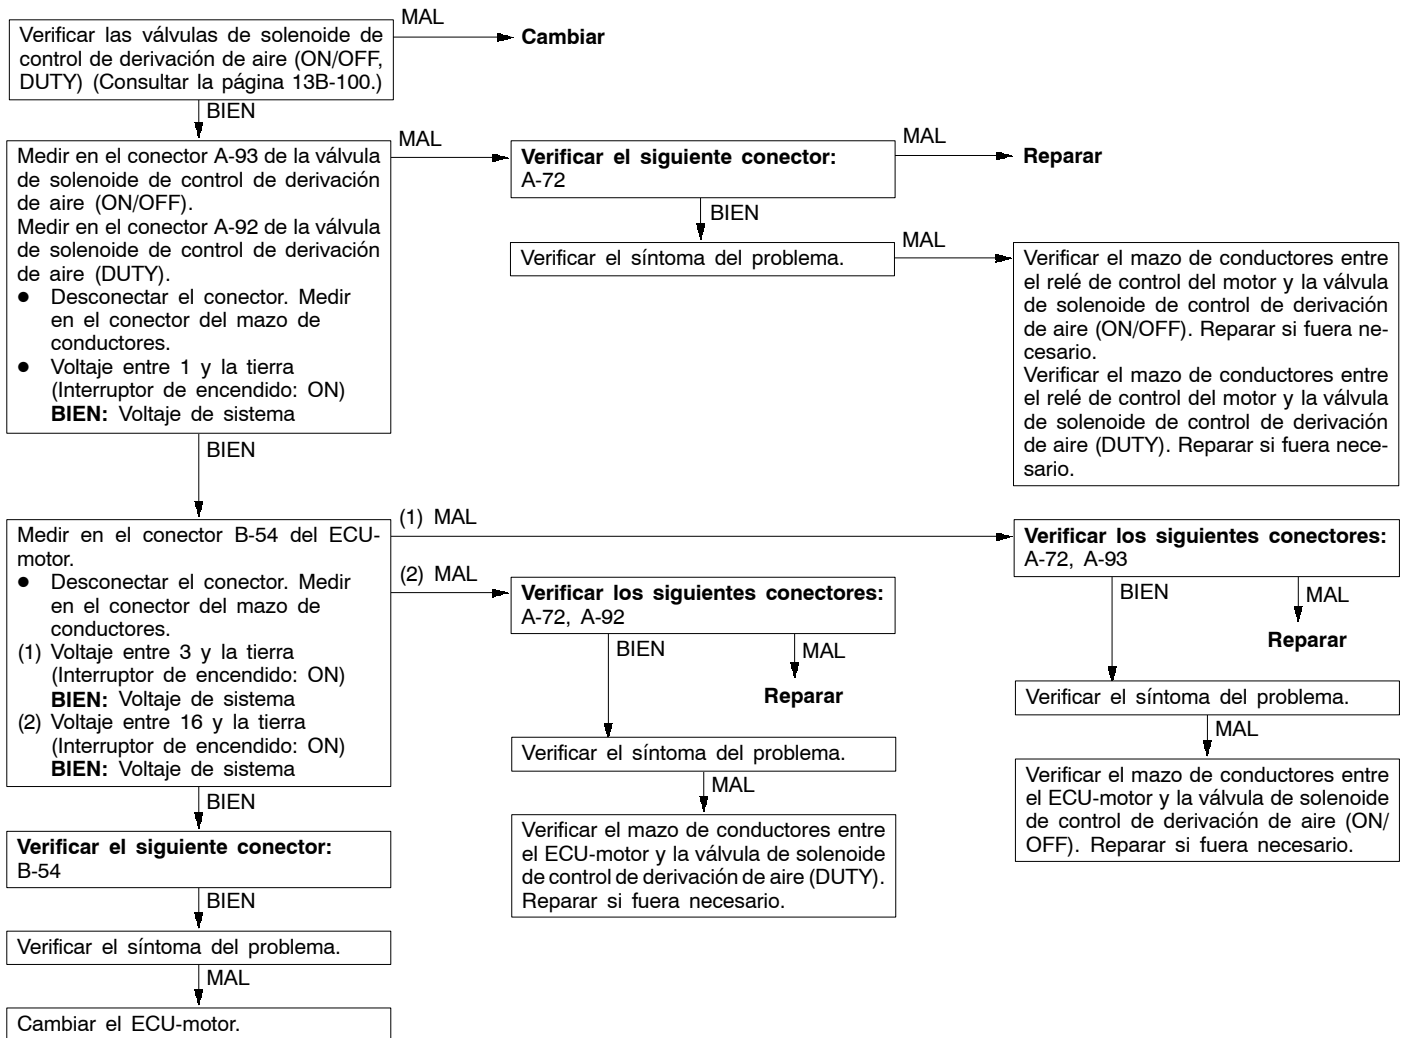 Verificar las válvulas de solenoide de
control de derivación de aire (ON/OFF,
DUTY) (Consultar la página 13B-100.)
MAL
Cambiar
BIEN
Medir en el conector A-93 de la válvula
de solenoide de control de derivación
de aire (ON/OFF).
Medir en el conector A-92 de la válvula
de solenoide de control de derivación
de aire (DUTY).
● Desconectar el conector. Medir
en el conector del mazo de
conductores.
● Voltaje entre 1 y la tierra
(Interruptor de encendido: ON)
BIEN: Voltaje de sistema
MAL
Verificar el siguiente conector:
A-72
MAL
Reparar
BIEN
Verificar el síntoma del problema.
MAL
Verificar el mazo de conductores entre
el relé de control del motor y la válvula
de solenoide de control de derivación
de aire (ON/OFF). Reparar si fuera ne-
cesario.
Verificar el mazo de conductores entre
el relé de control del motor y la válvula
de solenoide de control de derivación
de aire (DUTY). Reparar si fuera nece-
sario.
BIEN
Medir en el conector B-54 del ECU-
motor.
● Desconectar el conector. Medir
en el conector del mazo de
conductores.
(1) Voltaje entre 3 y la tierra
(Interruptor de encendido: ON)
BIEN: Voltaje de sistema
(2) Voltaje entre 16 y la tierra
(Interruptor de encendido: ON)
BIEN: Voltaje de sistema
(1) MAL
Verificar los siguientes conectores:
A-72, A-93
BIEN
MAL
Reparar
Verificar el síntoma del problema.
MAL
Verificar el mazo de conductores entre
el ECU-motor y la válvula de solenoide
de control de derivación de aire (ON/
OFF). Reparar si fuera necesario.
(2) MAL
Verificar los siguientes conectores:
A-72, A-92
BIEN
MAL
Reparar
Verificar el síntoma del problema.
MAL
Verificar el mazo de conductores entre
el ECU-motor y la válvula de solenoide
de control de derivación de aire (DUTY).
Reparar si fuera necesario.
BIEN
Verificar el siguiente conector:
B-54
BIEN
Verificar el síntoma del problema.
MAL
Cambiar el ECU-motor.